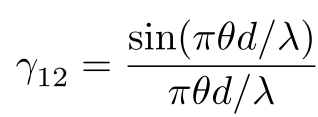 γ₁₂ = sin(πθd/λ) / πθd/λ